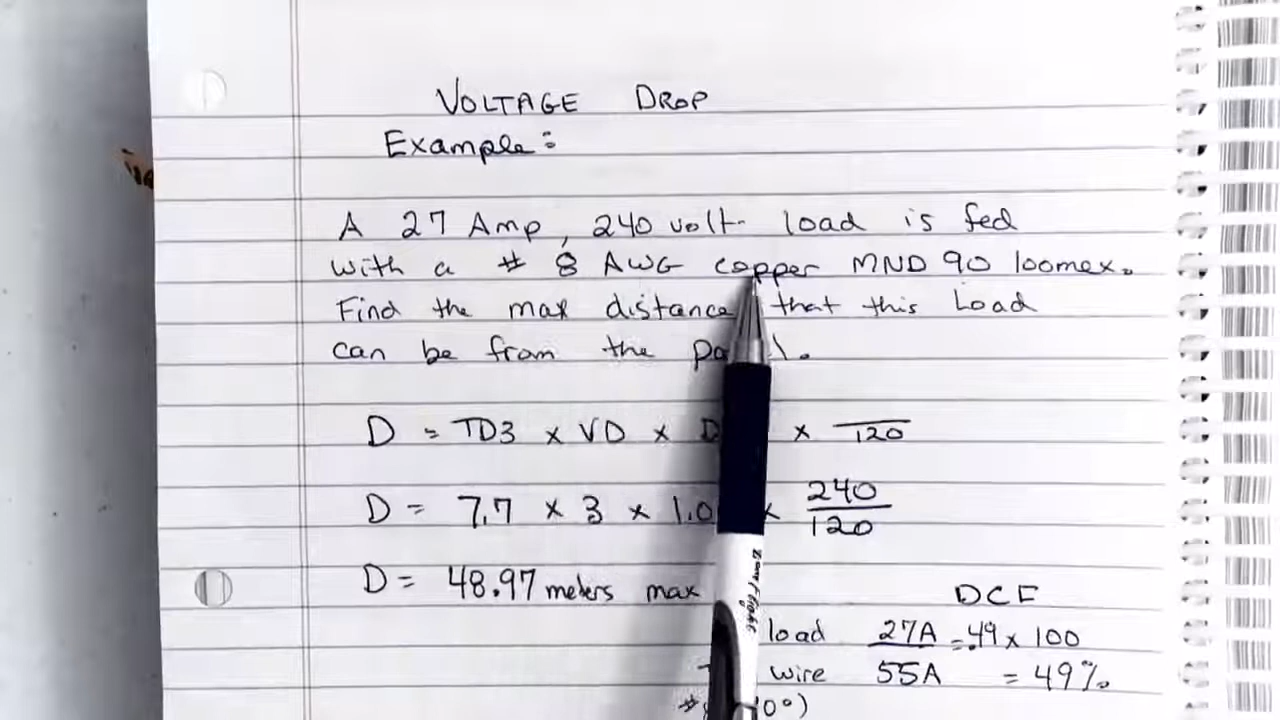 VOLTAGE DROP
Example:
A 27 Amp, 240 volt load is fed
with a # 8 AWG copper MND 90 loomex.
Find the max distance that this load
can be from the
D = TD3 × VD × × 120
D = 7.7 × 3 × × 240
120
D = 48.97 meters max
DCF
load 27A = .49 × 100
wire 55A = 49%